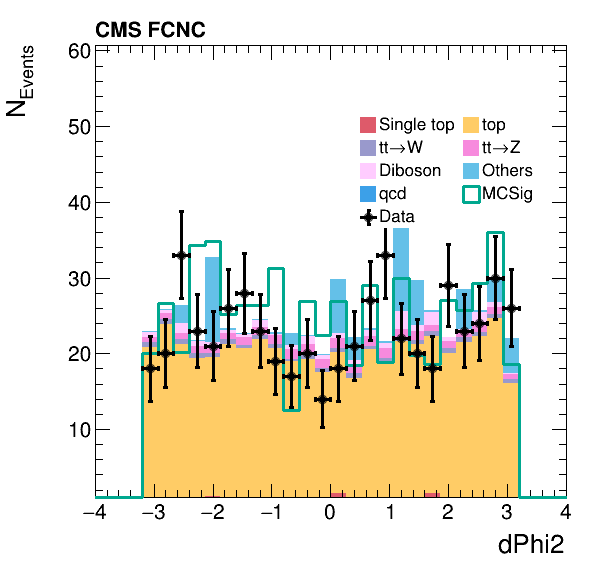 CMS FCNC
N_Events
60
50
40
30
20
10
Single top top
tt→W tt→Z
Diboson Others
qcd MCSig
Data
−4 −3 −2 −1 0 1 2 3 4
dPhi2